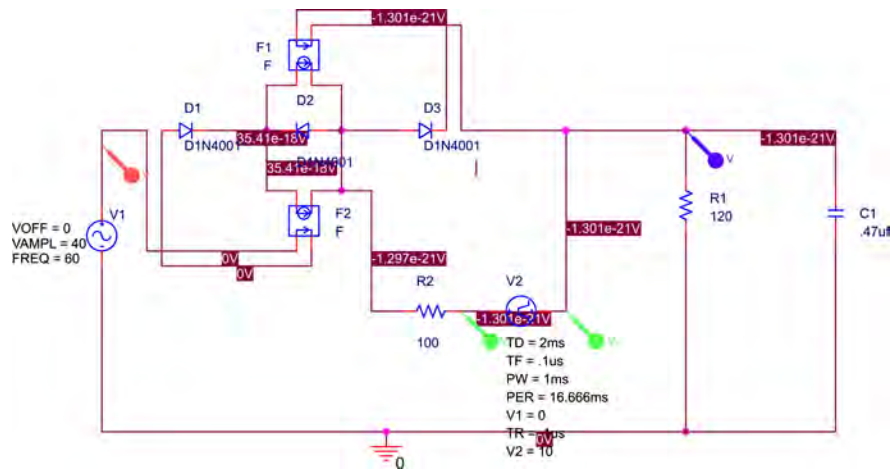 -1.301e-21V
F1
F
D1
D2
D3
D1N4001
35.41e-18V
D1N4001
D1N4001
-1.301e-21V
35.41e-18V
V
V
V1
VOFF = 0
VAMPL = 40
FREQ = 60
F2
F
R1
120
C1
.47uf
0V
0V
-1.297e-21V
-1.301e-21V
R2
V2
100
-1.301e-21V
V-
TD = 2ms
TF = .1us
PW = 1ms
PER = 16.666ms
V1 = 0
TR = .1us
V2 = 10
0V
0